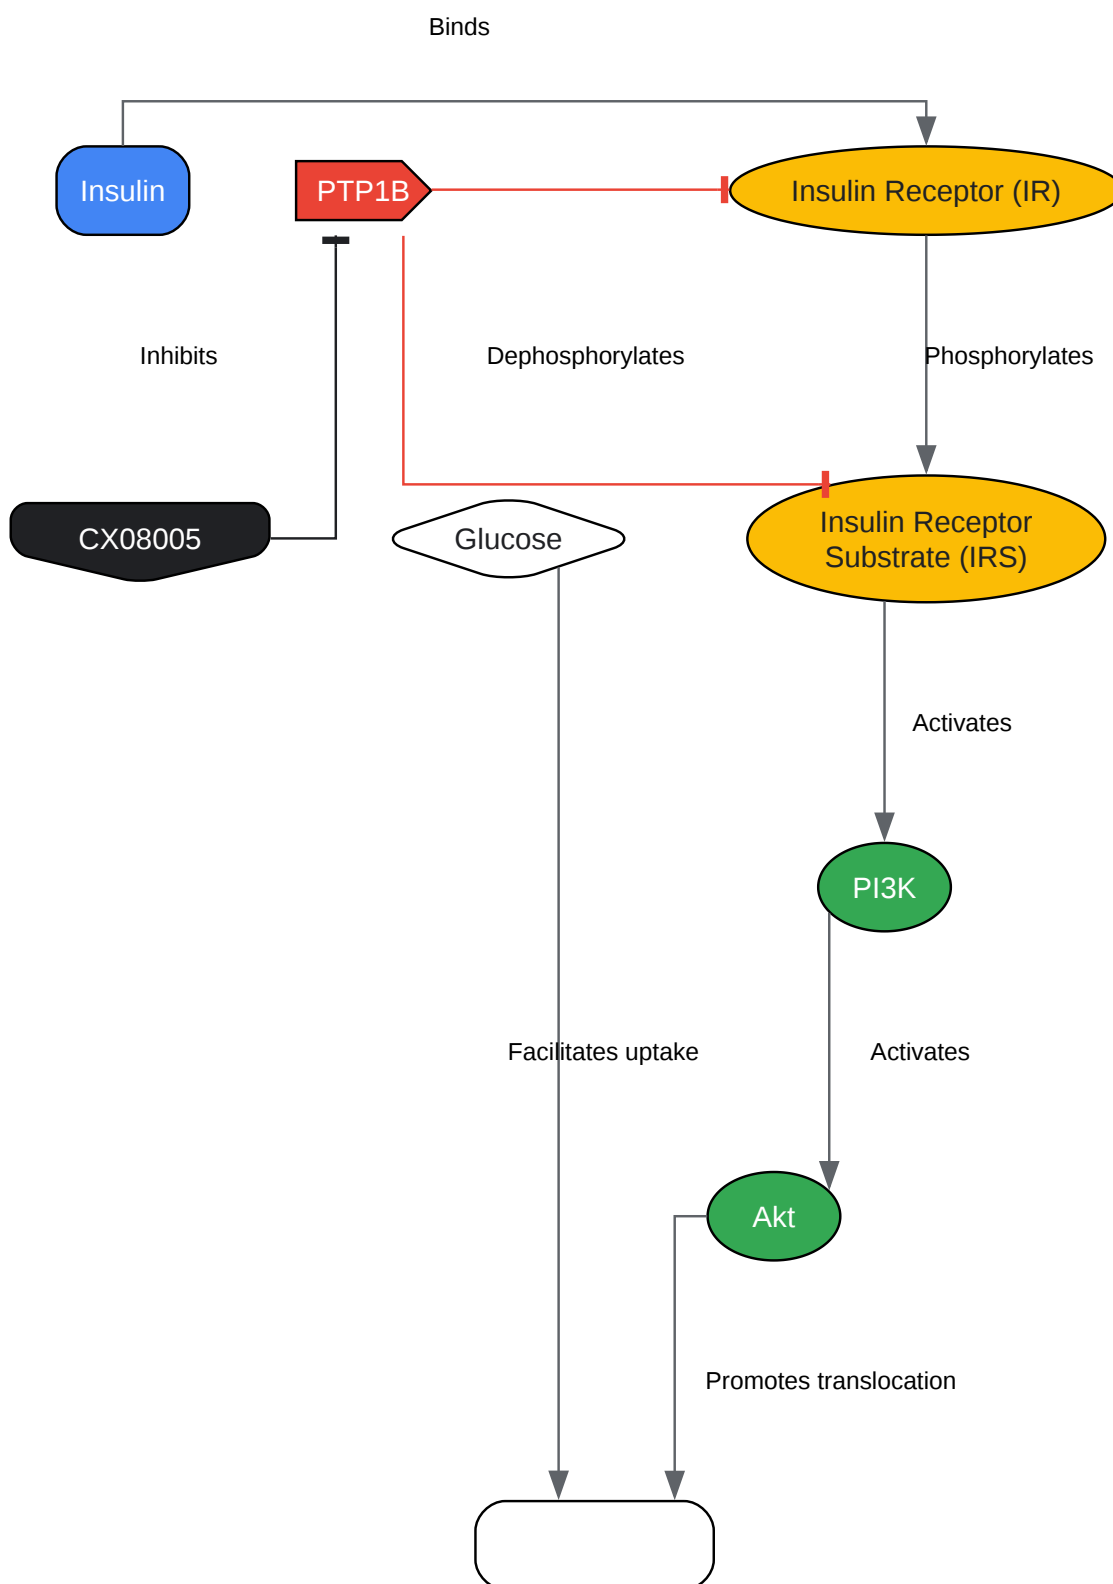 Binds
Insulin
PTP1B
Insulin Receptor (IR)
Inhibits
Dephosphorylates
Phosphorylates
CX08005
Glucose
Insulin Receptor
Substrate (IRS)
Activates
PI3K
Facilitates uptake
Activates
Akt
Promotes translocation